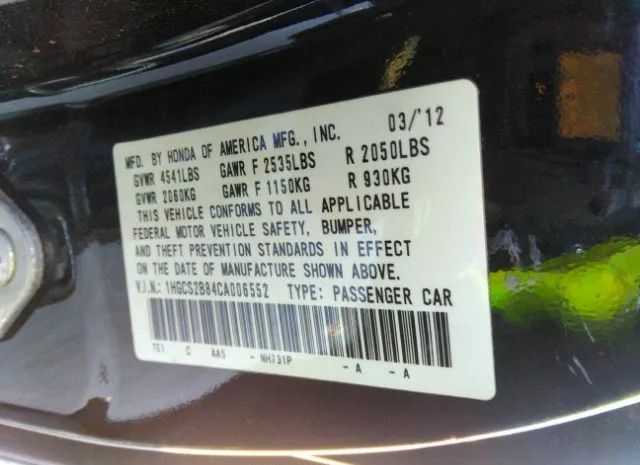 MFD. BY HONDA OF AMERICA MFG., INC. 03/'12
GVWR 4541LBS GAWR F 2535LBS R 2050LBS
GVWR 2060KG GAWR F 1150KG R 930KG
THIS VEHICLE CONFORMS TO ALL APPLICABLE
FEDERAL MOTOR VEHICLE SAFETY, BUMPER,
AND THEFT PREVENTION STANDARDS IN EFFECT
ON THE DATE OF MANUFACTURE SHOWN ABOVE.
V.I.N.: 1HGCS2B84CA006552 TYPE: PASSENGER CAR
TE1 C AA5 - NH731P - A - A